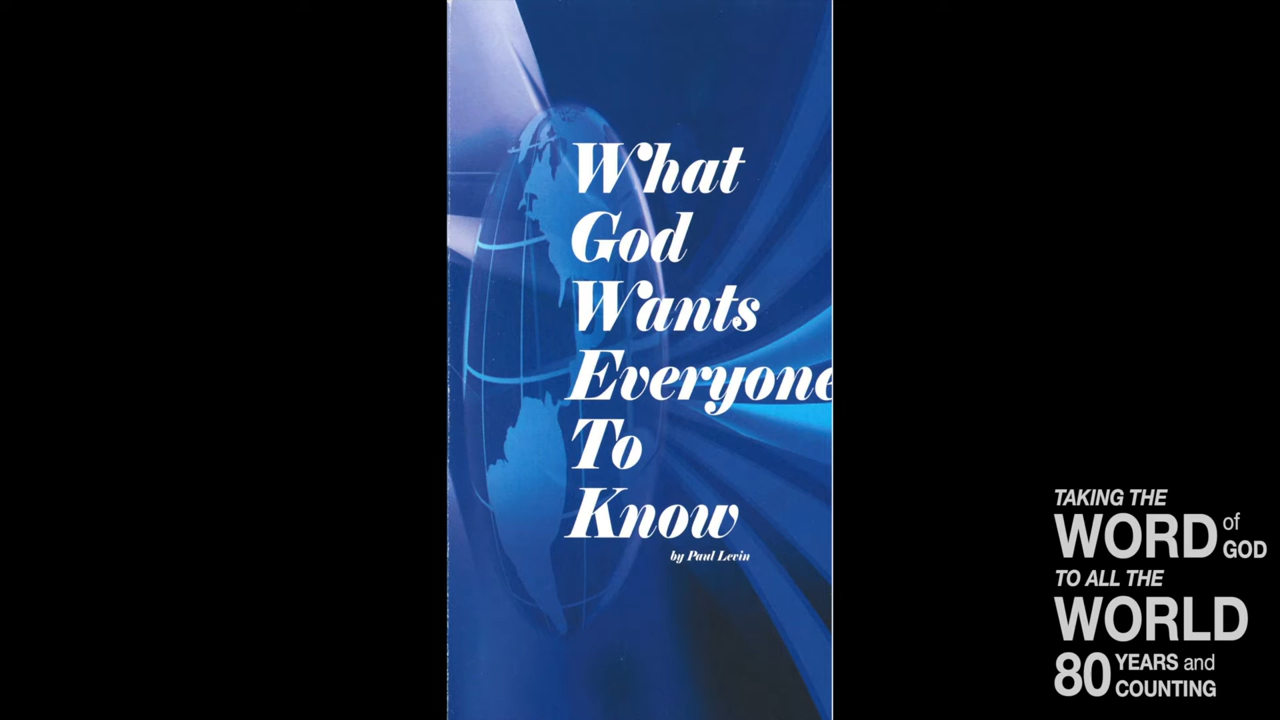 What
God
Wants
Everyone
To
Know
by Paul Levin
TAKING THE
WORD of GOD
TO ALL THE
WORLD
80 YEARS and
COUNTING